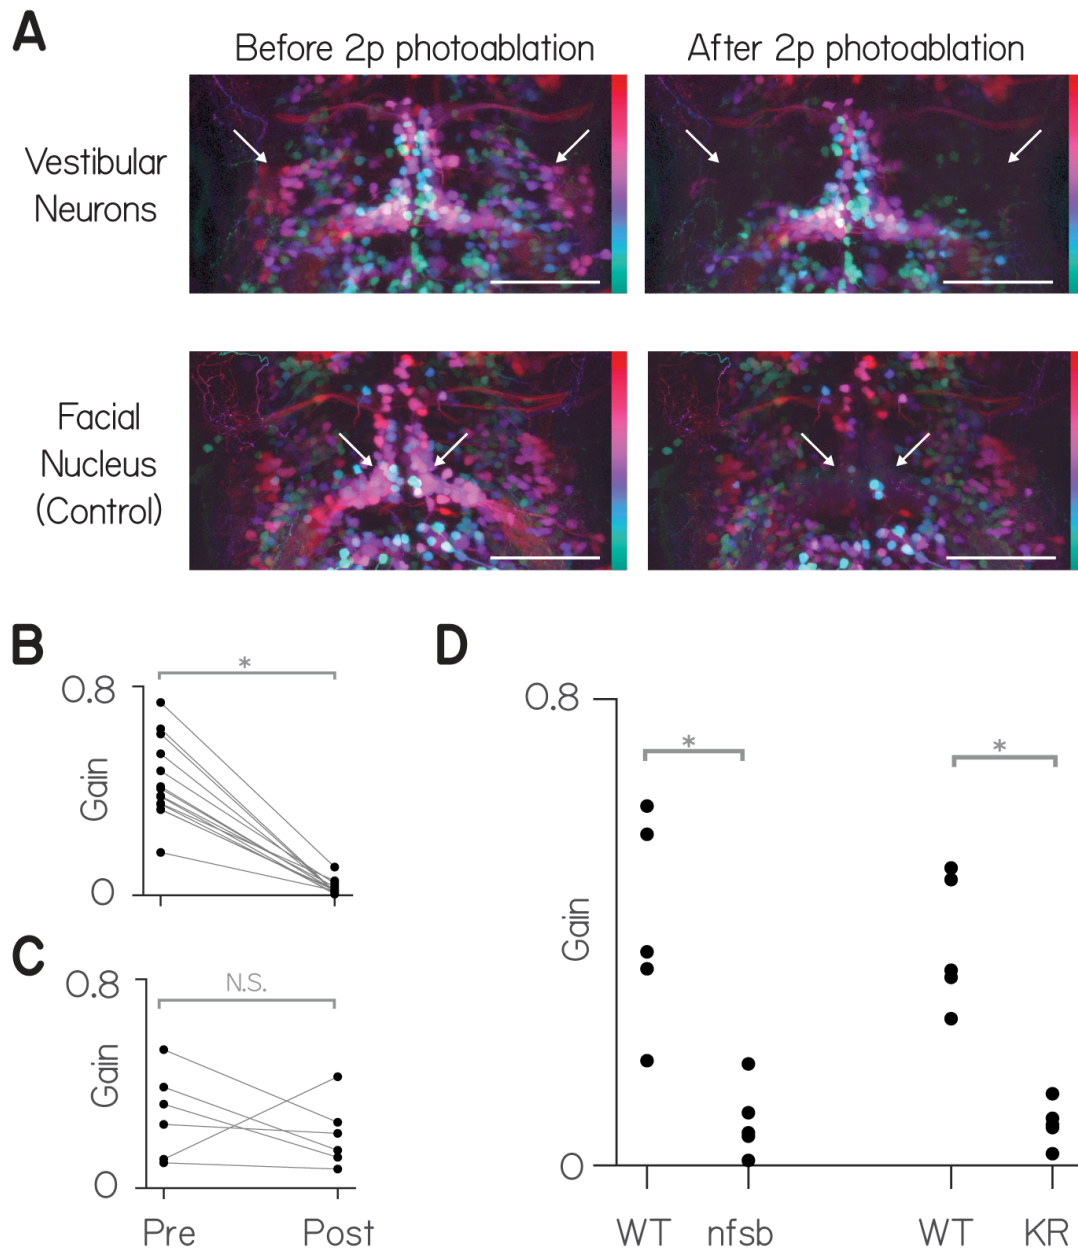 A
Before 2p photoablation
After 2p photoablation
Vestibular
Neurons
Facial
Nucleus
(Control)
B
*
0.8
Gain
0
C
N.S.
0.8
Gain
0
Pre
Post
D
0.8
*
*
Gain
0
WT
nfsb
WT
KR